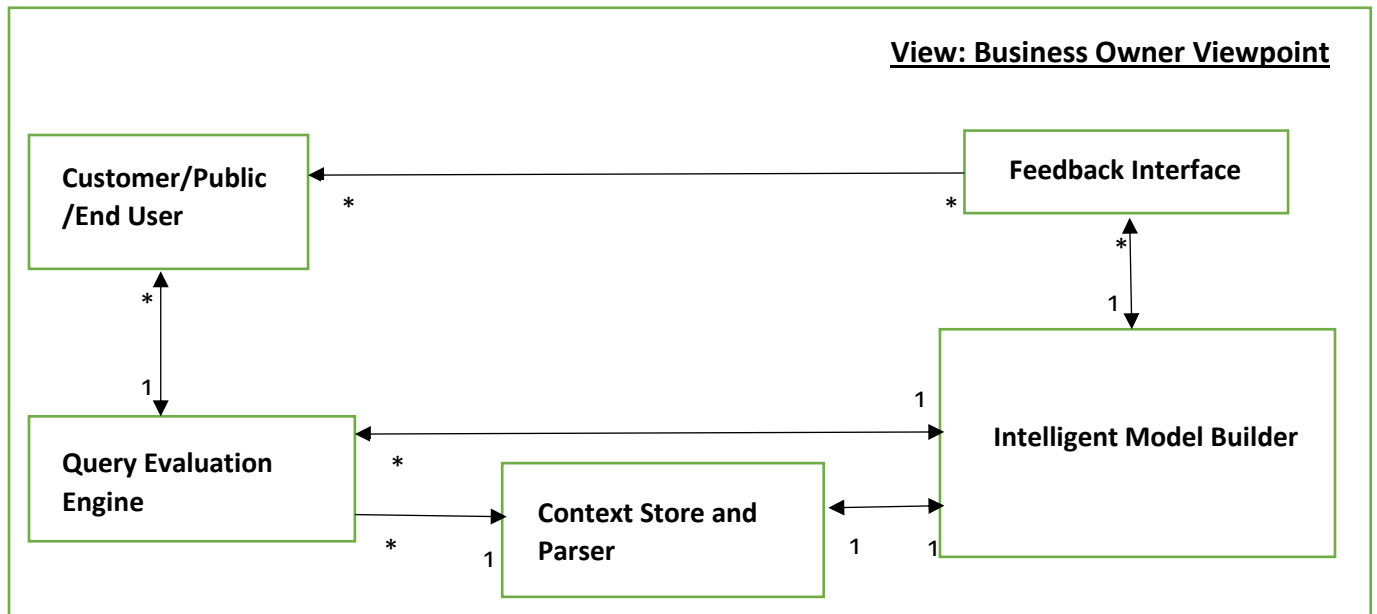 View: Business Owner Viewpoint
Customer/Public
/End User
Feedback Interface
*
*
*
*
1
1
1
Intelligent Model Builder
Query Evaluation
Engine
*
Context Store and
Parser
*
1
1
1